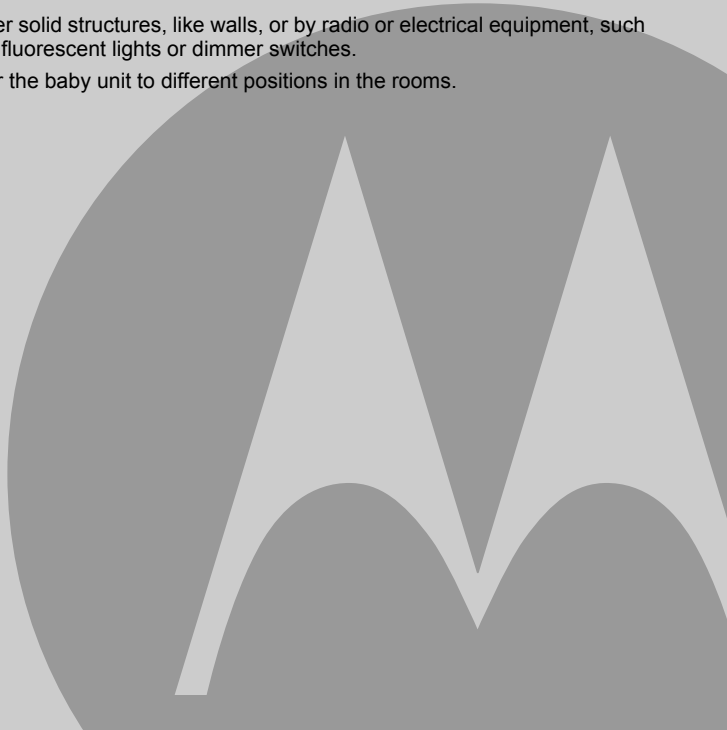 er solid structures, like walls, or by radio or electrical equipment, such
fluorescent lights or dimmer switches.
r the baby unit to different positions in the rooms.